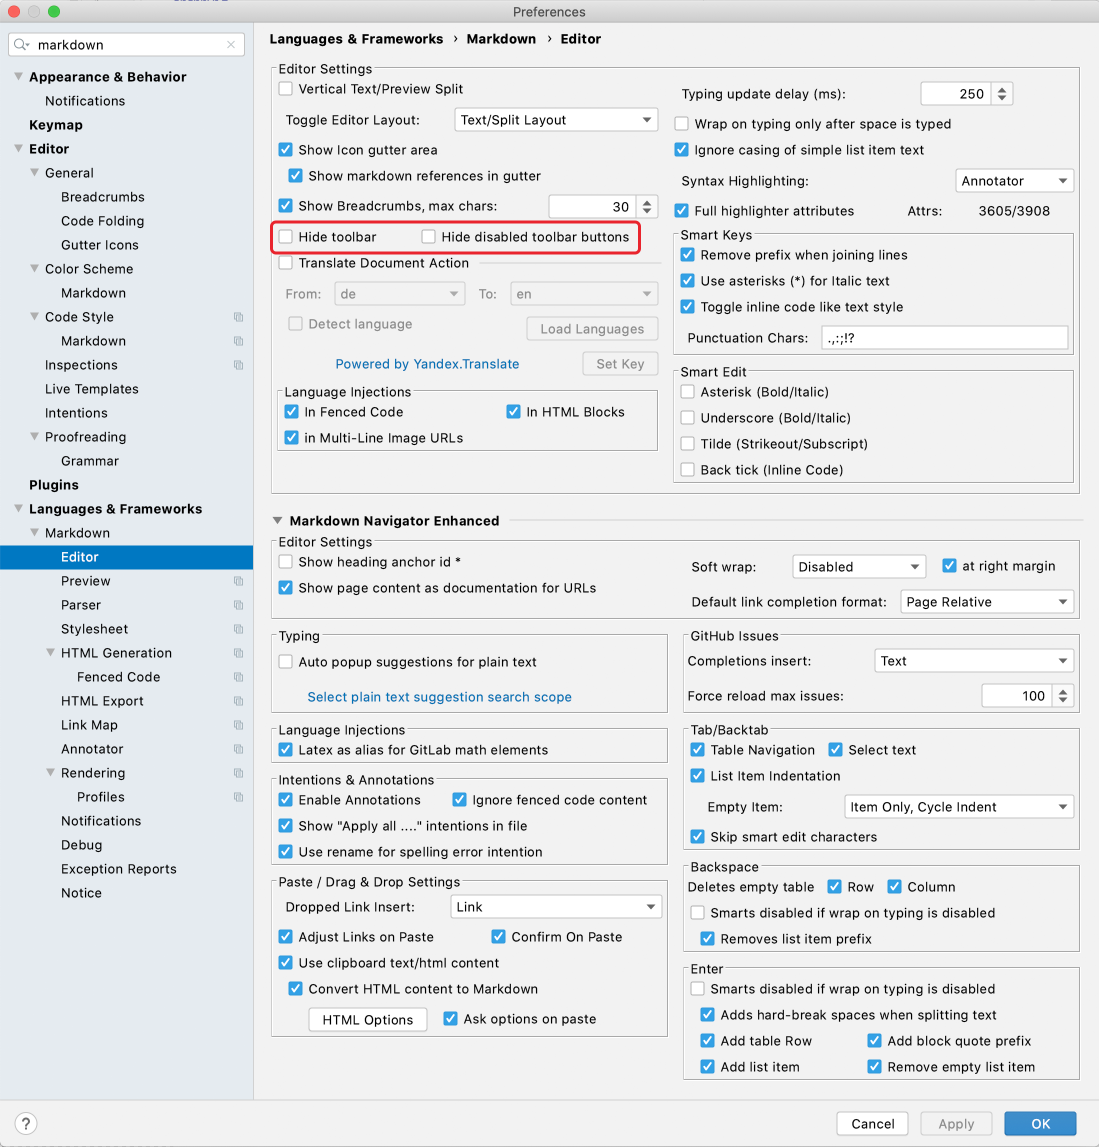 Preferences
markdown
Appearance & Behavior
Notifications
Keymap
Editor
General
Breadcrumbs
Code Folding
Gutter Icons
Color Scheme
Markdown
Code Style
Markdown
Inspections
Live Templates
Intentions
Proofreading
Grammar
Plugins
Languages & Frameworks
Markdown
Editor
Preview
Parser
Stylesheet
HTML Generation
Fenced Code
HTML Export
Link Map
Annotator
Rendering
Profiles
Notifications
Debug
Exception Reports
Notice
Languages & Frameworks › Markdown › Editor
Editor Settings
Vertical Text/Preview Split
Toggle Editor Layout: Text/Split Layout
Show Icon gutter area
Show markdown references in gutter
Show Breadcrumbs, max chars: 30
Hide toolbar Hide disabled toolbar buttons
Translate Document Action
From: de To: en
Detect language Load Languages
Powered by Yandex.Translate Set Key
Language Injections
In Fenced Code In HTML Blocks
in Multi-Line Image URLs
Typing update delay (ms): 250
Wrap on typing only after space is typed
Ignore casing of simple list item text
Syntax Highlighting: Annotator
Full highlighter attributes Attrs: 3605/3908
Smart Keys
Remove prefix when joining lines
Use asterisks (*) for Italic text
Toggle inline code like text style
Punctuation Chars: .,:;!?
Smart Edit
Asterisk (Bold/Italic)
Underscore (Bold/Italic)
Tilde (Strikeout/Subscript)
Back tick (Inline Code)
Markdown Navigator Enhanced
Editor Settings
Show heading anchor id *
Show page content as documentation for URLs
Soft wrap: Disabled at right margin
Default link completion format: Page Relative
Typing
Auto popup suggestions for plain text
Select plain text suggestion search scope
Language Injections
Latex as alias for GitLab math elements
Intentions & Annotations
Enable Annotations Ignore fenced code content
Show "Apply all ...." intentions in file
Use rename for spelling error intention
Paste / Drag & Drop Settings
Dropped Link Insert: Link
Adjust Links on Paste Confirm On Paste
Use clipboard text/html content
Convert HTML content to Markdown
HTML Options Ask options on paste
GitHub Issues
Completions insert: Text
Force reload max issues: 100
Tab/Backtab
Table Navigation Select text
List Item Indentation
Empty Item: Item Only, Cycle Indent
Skip smart edit characters
Backspace
Deletes empty table Row Column
Smarts disabled if wrap on typing is disabled
Removes list item prefix
Enter
Smarts disabled if wrap on typing is disabled
Adds hard-break spaces when splitting text
Add table Row Add block quote prefix
Add list item Remove empty list item
? Cancel Apply OK